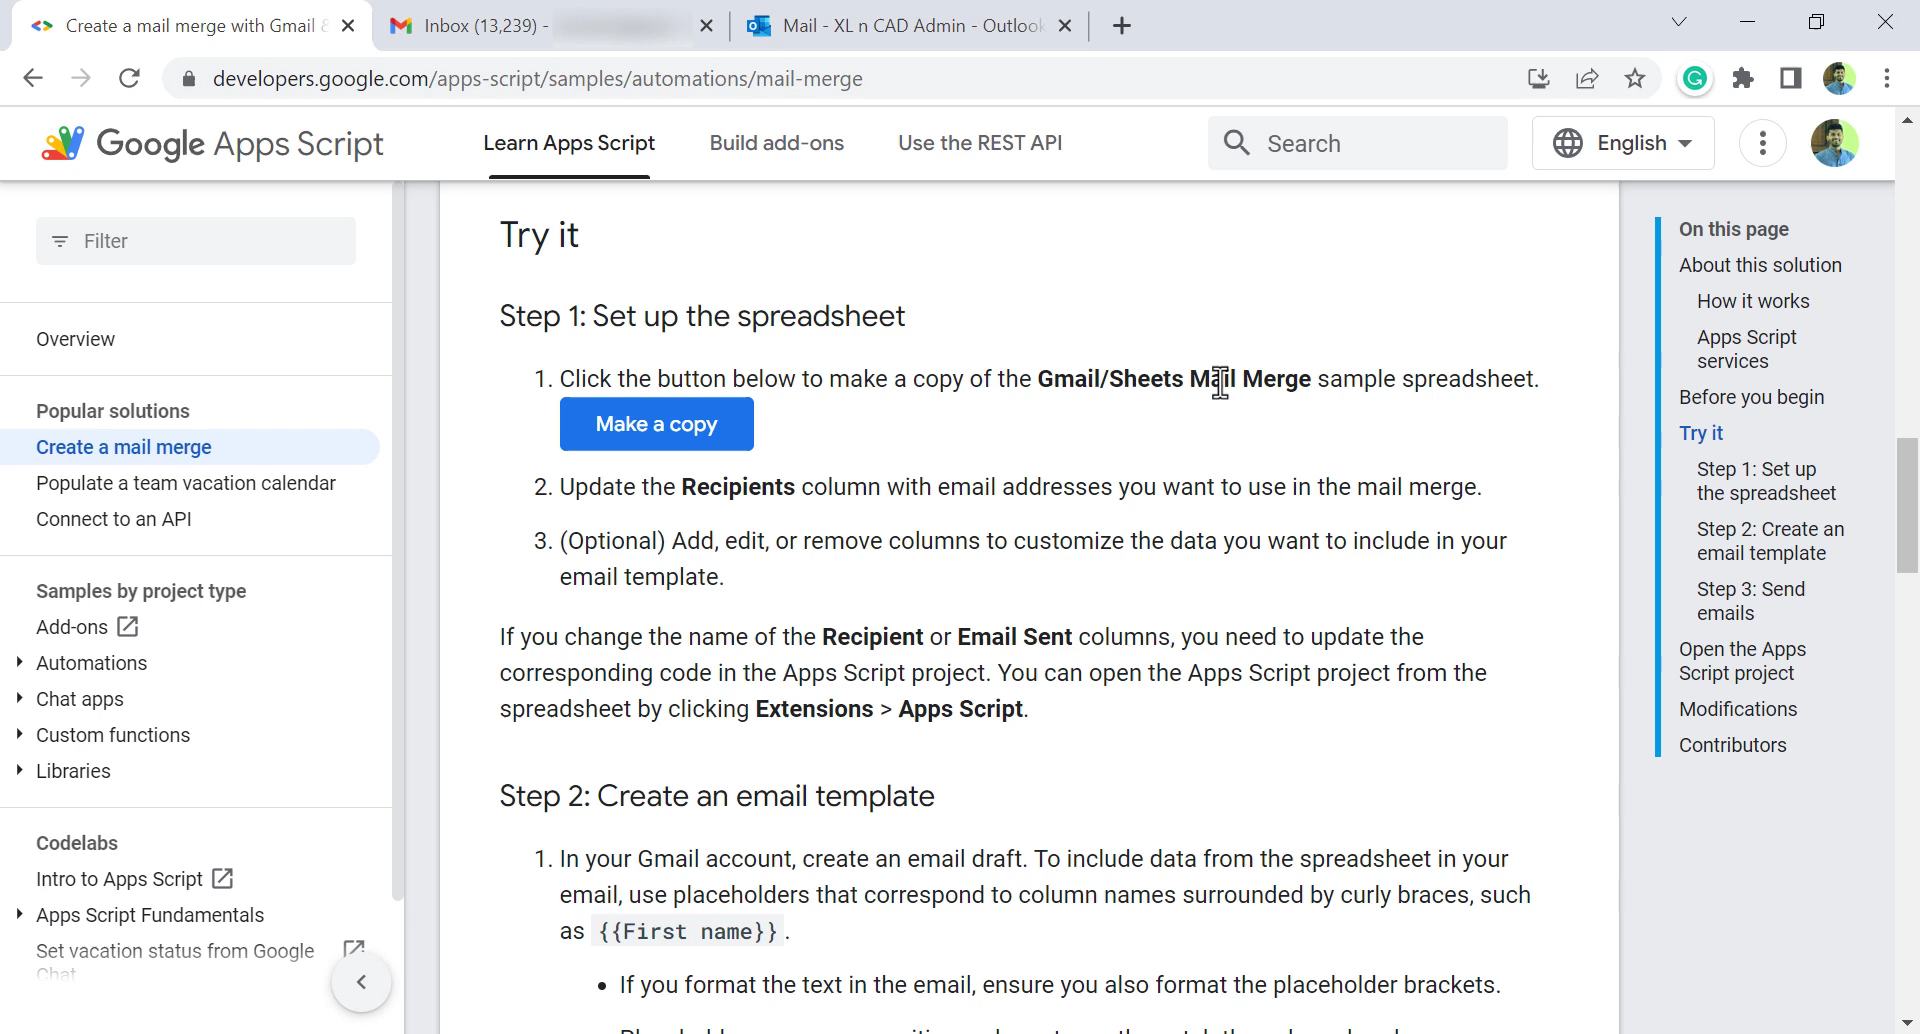 Create a mail merge with Gmail &
Inbox (13,239) -
Mail - XL n CAD Admin - Outlook
developers.google.com/apps-script/samples/automations/mail-merge
Google Apps Script
Learn Apps Script
Build add-ons
Use the REST API
Search
English
Filter
Overview
Popular solutions
Create a mail merge
Populate a team vacation calendar
Connect to an API
Samples by project type
Add-ons
Automations
Chat apps
Custom functions
Libraries
Codelabs
Intro to Apps Script
Apps Script Fundamentals
Set vacation status from Google
Chat
Try it
Step 1: Set up the spreadsheet
1. Click the button below to make a copy of the Gmail/Sheets Mail Merge sample spreadsheet.
Make a copy
2. Update the Recipients column with email addresses you want to use in the mail merge.
3. (Optional) Add, edit, or remove columns to customize the data you want to include in your
email template.
If you change the name of the Recipient or Email Sent columns, you need to update the
corresponding code in the Apps Script project. You can open the Apps Script project from the
spreadsheet by clicking Extensions > Apps Script.
Step 2: Create an email template
1. In your Gmail account, create an email draft. To include data from the spreadsheet in your
email, use placeholders that correspond to column names surrounded by curly braces, such
as {{First name}}.
• If you format the text in the email, ensure you also format the placeholder brackets.
On this page
About this solution
How it works
Apps Script
services
Before you begin
Try it
Step 1: Set up
the spreadsheet
Step 2: Create an
email template
Step 3: Send
emails
Open the Apps
Script project
Modifications
Contributors